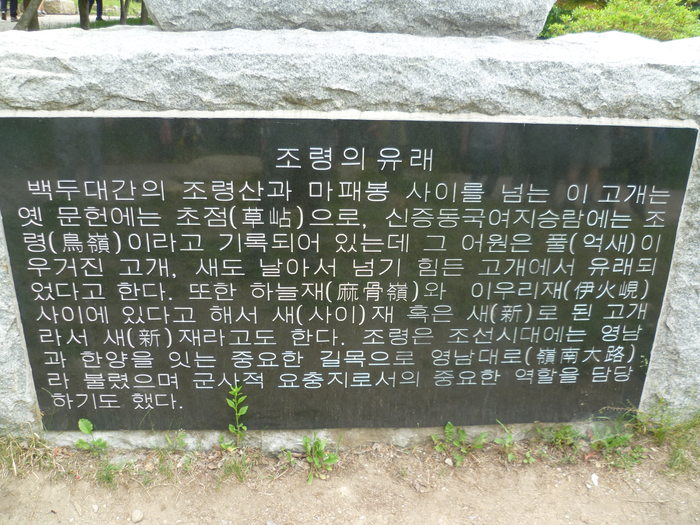 조령의유래
백두대간의 조령산과 마패봉 사이를 넘는 이 고개는
옛 문헌에는 초점(草岾)으로, 신증동국여지승람에는 조
령(鳥嶺)이라고 기록되어 있는데 그 어원은 풀(억새)이
우거진 고개, 새도 날아서 넘기 힘든 고개에서 유래되
었다고 한다. 또한 하늘재(麻骨嶺)와 이우리재(伊火峴)
사이에 있다고 해서 새(사이)재 혹은 새(新)로 된 고개
라서 새(新)재라고도 한다. 조령은 조선시대에는 영남
과 한양을 잇는 중요한 길목으로 영남대로(嶺南大路)
라 불렸으며 군사적 요충지로서의 중요한 역할을 담당
하기도 했다.